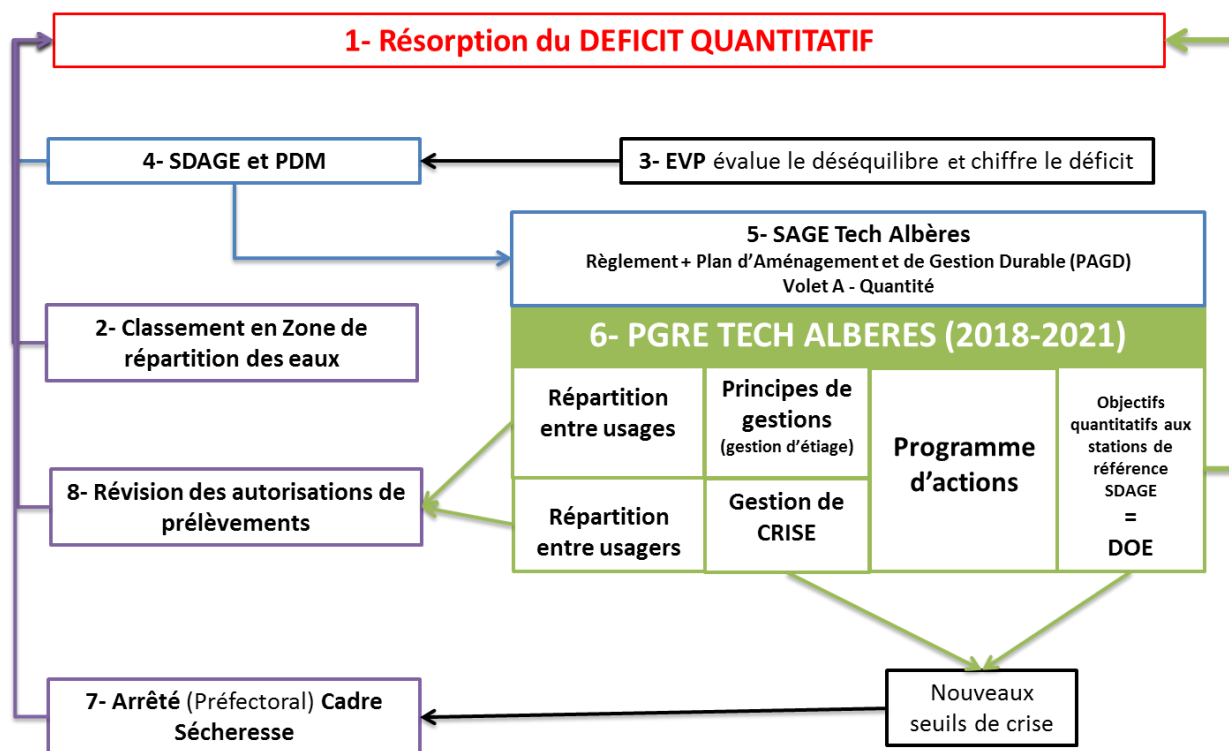 1- Résorption du DEFICIT QUANTITATIF
4- SDAGE et PDM
3- EVP évalue le déséquilibre et chiffre le déficit
5- SAGE Tech Albères
Règlement + Plan d’Aménagement et de Gestion Durable (PAGD)
Volet A - Quantité
2- Classement en Zone de
répartition des eaux
6- PGRE TECH ALBERES (2018-2021)
Répartition
entre usages
Principes de
gestions
(gestion d’étiage)
Programme
d’actions
Objectifs
quantitatifs aux
stations de
référence
SDAGE
=
DOE
8- Révision des autorisations de
prélèvements
Répartition
entre usagers
Gestion de
CRISE
7- Arrêté (Préfectoral) Cadre
Sécheresse
Nouveaux
seuils de crise